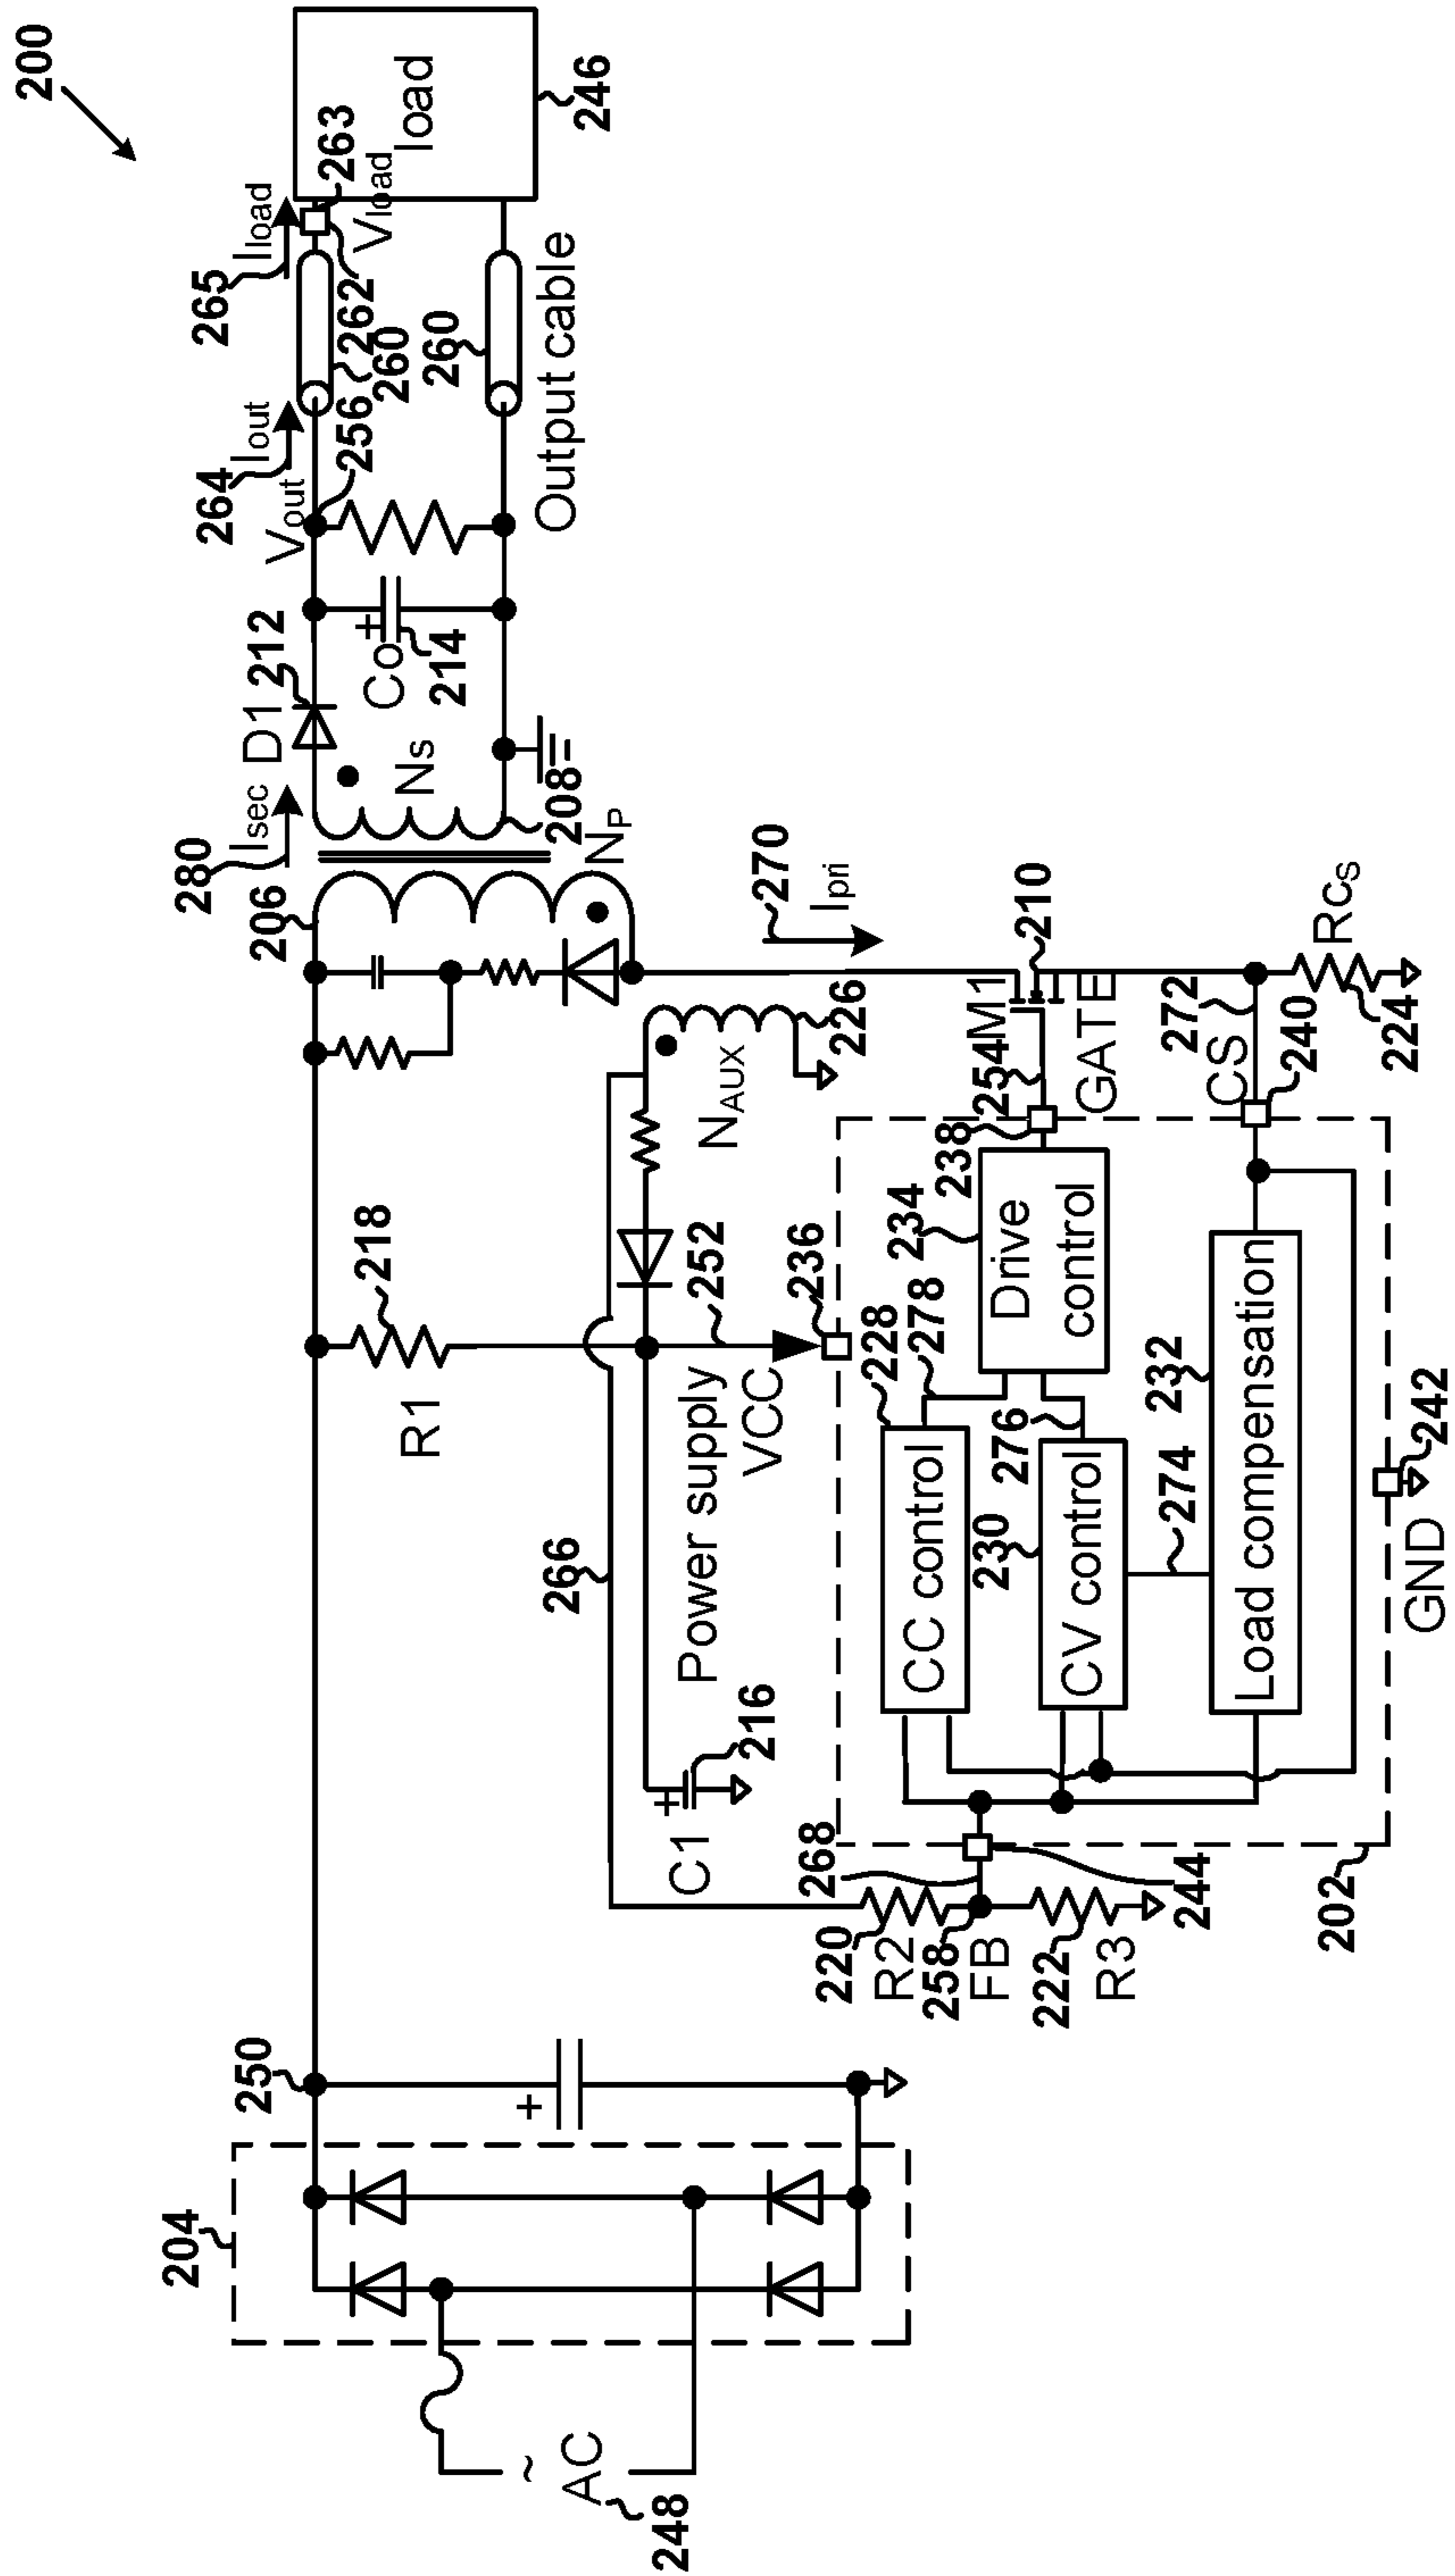 200
204
AC
~
248
250
R1
218
206
280
Isec
D1
212
Ns
208
NP
Co
+
214
Vout
256
264
Iout
260
260
Output cable
262
265
Iload
263
Vload
load
246
+
266
C1
+
216
Power supply
VCC
252
236
NAUX
226
270
Ipri
M1
210
GATE
254
238
272
CS
240
Rcs
224
220
R2
258
FB
268
244
222
R3
202
CC control
228
278
CV control
230
276
Drive control
234
274
Load compensation
232
GND
242